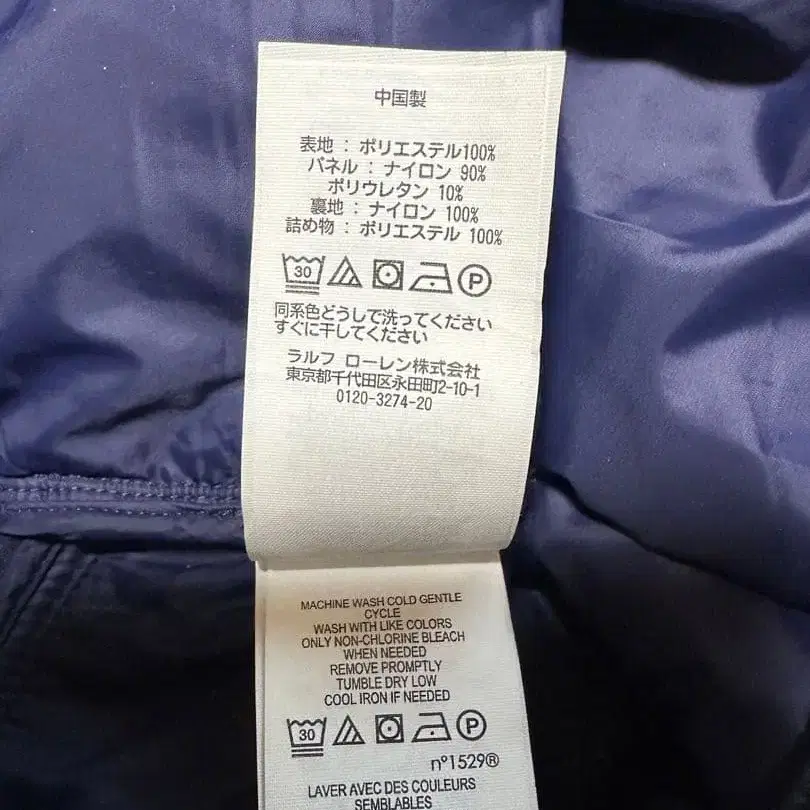 中国製
表地 : ポリエステル100%
パネル : ナイロン 90%
ポリウレタン 10%
裏地 : ナイロン 100%
詰め物 : ポリエステル 100%
30 P
同系色どうしで洗ってください
すぐに干してください
ラルフ ローレン株式会社
東京都千代田区永田町2-10-1
0120-3274-20
MACHINE WASH COLD GENTLE
CYCLE
WASH WITH LIKE COLORS
ONLY NON-CHLORINE BLEACH
WHEN NEEDED
REMOVE PROMPTLY
TUMBLE DRY LOW
COOL IRON IF NEEDED
30 P
n°1529®
LAVER AVEC DES COULEURS
SEMBLABLES